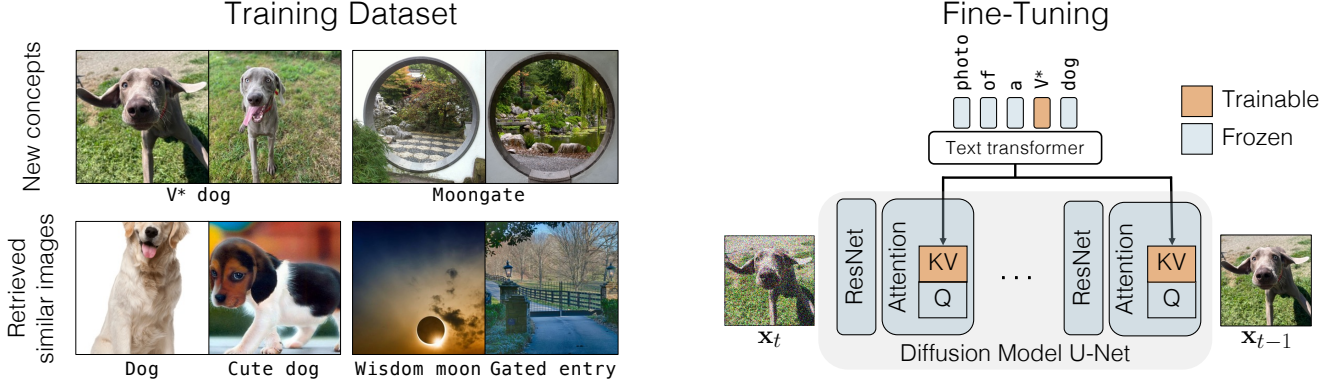 Training Dataset
New concepts
V* dog
Moongate
Retrieved
similar images
Dog
Cute dog
Wisdom moon
Gated entry
Fine-Tuning
photo
of
a
V*
dog
Trainable
Frozen
Text transformer
ResNet
Attention
KV
Q
...
ResNet
Attention
KV
Q
Diffusion Model U-Net
x_t
x_{t−1}